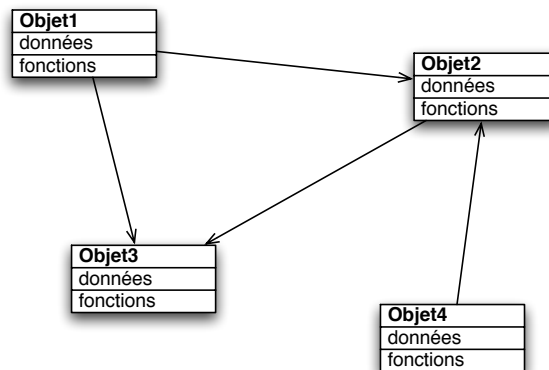 Objet1
données
fonctions
Objet2
données
fonctions
Objet3
données
fonctions
Objet4
données
fonctions